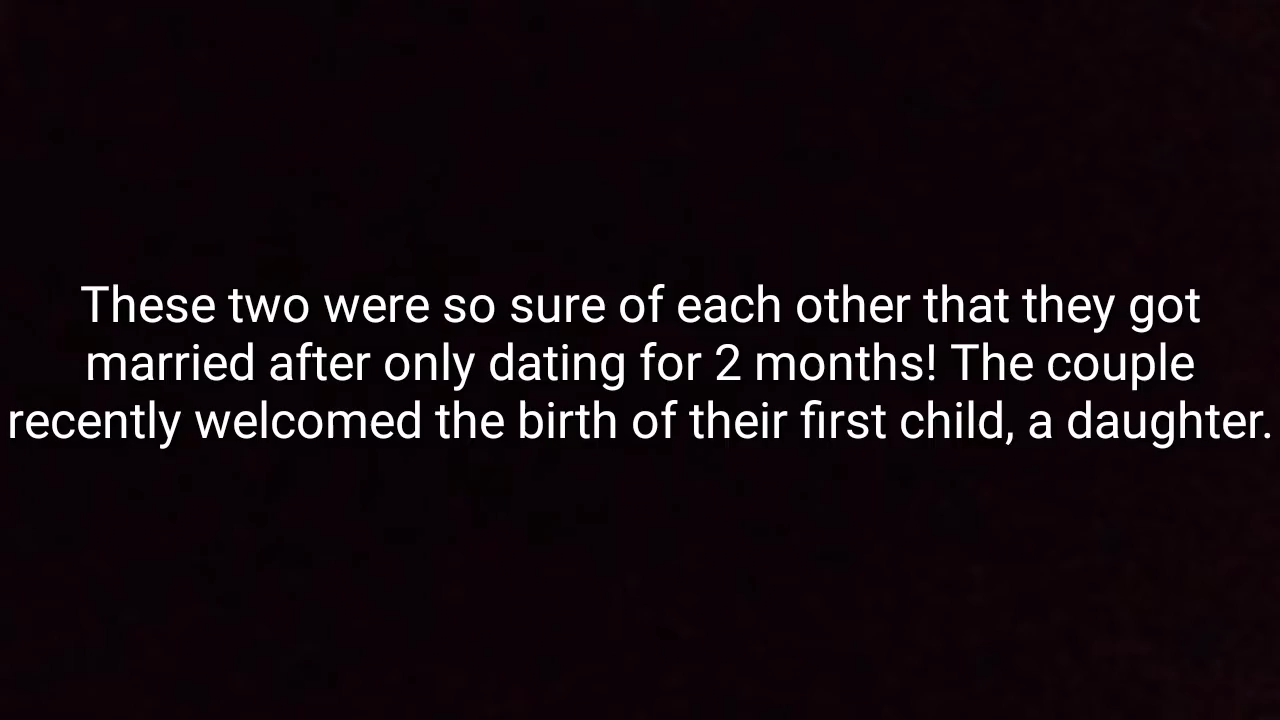 These two were so sure of each other that they got
married after only dating for 2 months! The couple
recently welcomed the birth of their first child, a daughter.